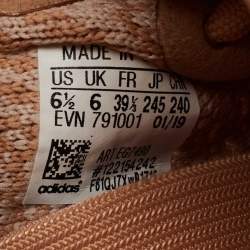 MADE IN
US UK FR JP CHN
6½ 6 39⅓ 245 240
EVN 791001 01/19
#122154242
adidas